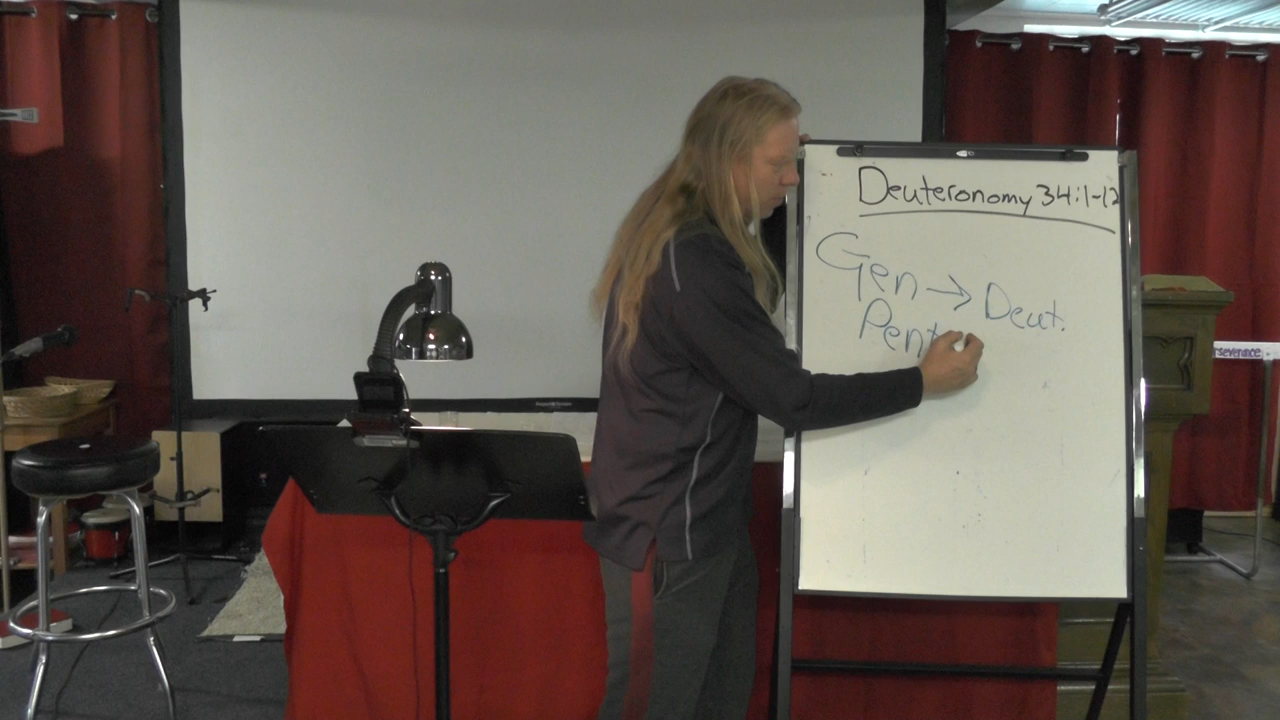 Deuteronomy 34:1-12
Gen → Deut.
Pent